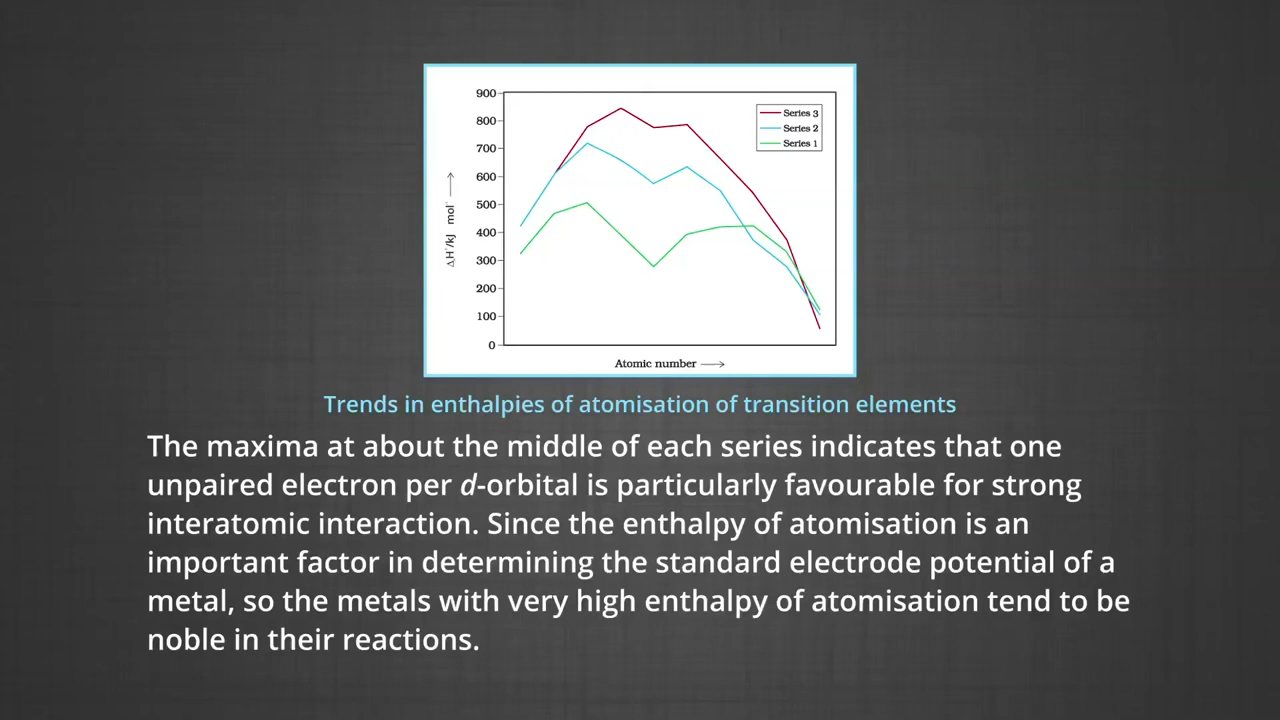 900
800
700
600
500
400
300
200
100
0
Series 3
Series 2
Series 1
Atomic number
Trends in enthalpies of atomisation of transition elements
The maxima at about the middle of each series indicates that one
unpaired electron per d-orbital is particularly favourable for strong
interatomic interaction. Since the enthalpy of atomisation is an
important factor in determining the standard electrode potential of a
metal, so the metals with very high enthalpy of atomisation tend to be
noble in their reactions.